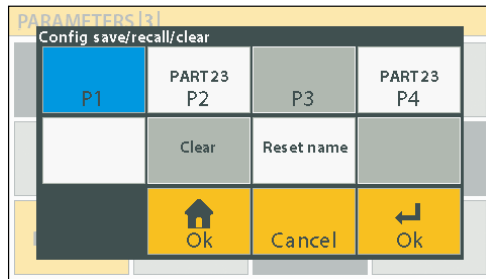 PARAMETERS|3|
Config save/recall/clear
PART23 PART23
P1 P2 P3 P4
Clear Reset name
Ok Cancel Ok